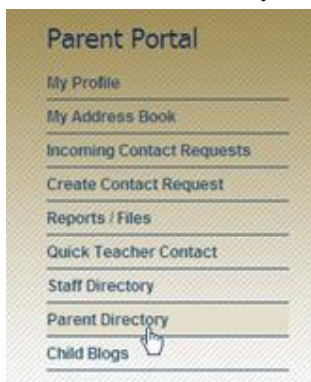 Parent Portal
My Profile
My Address Book
Incoming Contact Requests
Create Contact Request
Reports / Files
Quick Teacher Contact
Staff Directory
Parent Directory
Child Blogs